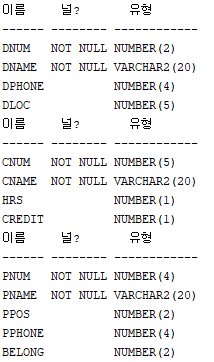 이름      널?       유형
------ -------- ------------
DNUM   NOT NULL NUMBER(2)
DNAME  NOT NULL VARCHAR2(20)
DPHONE          NUMBER(4)
DLOC            NUMBER(5)
이름      널?       유형
------ -------- ------------
CNUM   NOT NULL NUMBER(5)
CNAME  NOT NULL VARCHAR2(20)
HRS             NUMBER(1)
CREDIT          NUMBER(1)
이름      널?       유형
------ -------- ------------
PNUM   NOT NULL NUMBER(4)
PNAME  NOT NULL VARCHAR2(20)
PPOS            NUMBER(2)
PPHONE          NUMBER(4)
BELONG          NUMBER(2)